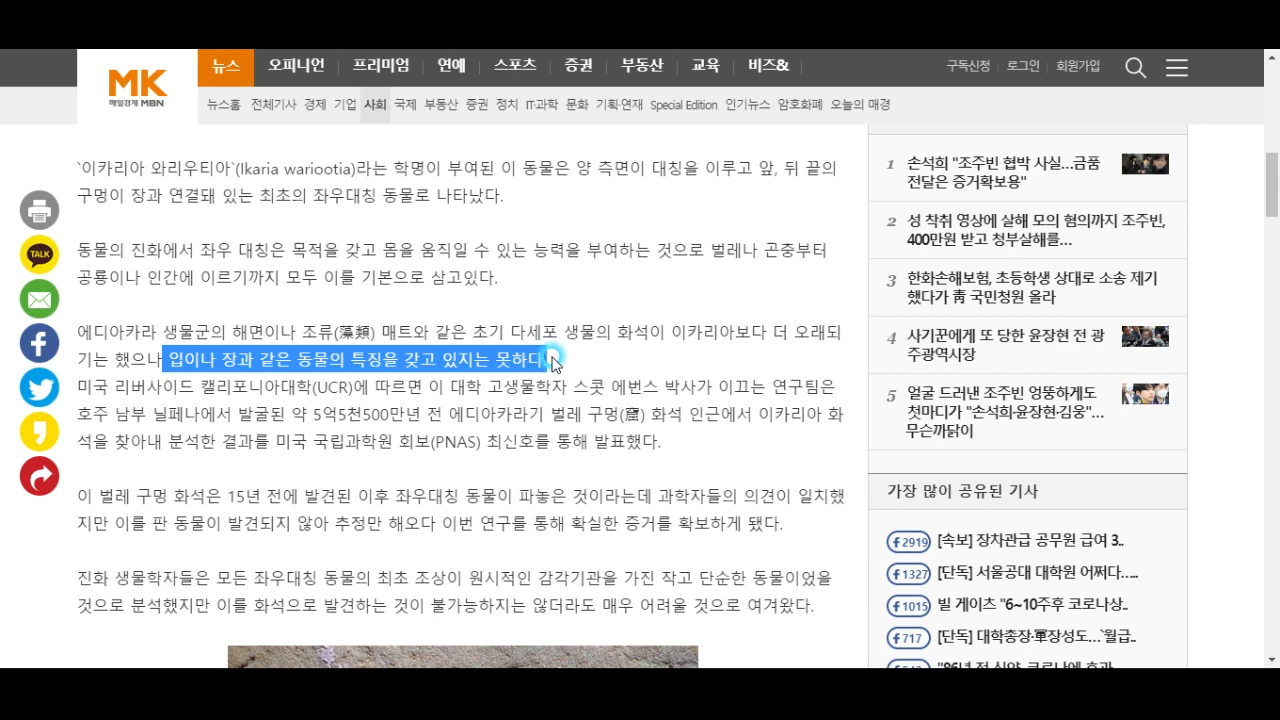 MK
매일경제 MBN
뉴스 오피니언 프리미엄 연예 스포츠 증권 부동산 교육 비즈&
구독신청 로그인 회원가입
뉴스홈 전체기사 경제 기업 사회 국제 부동산 증권 정치 IT·과학 문화 기획·연재 Special Edition 인기뉴스 암호화폐 오늘의 매경
TALK
`이카리아 와리우티아`(Ikaria wariootia)라는 학명이 부여된 이 동물은 양 측면이 대칭을 이루고 앞, 뒤 끝의
구멍이 장과 연결돼 있는 최초의 좌우대칭 동물로 나타났다.
동물의 진화에서 좌우 대칭은 목적을 갖고 몸을 움직일 수 있는 능력을 부여하는 것으로 벌레나 곤충부터
공룡이나 인간에 이르기까지 모두 이를 기본으로 삼고있다.
에디아카라 생물군의 해면이나 조류(藻類) 매트와 같은 초기 다세포 생물의 화석이 이카리아보다 더 오래되
기는 했으나 입이나 장과 같은 동물의 특징을 갖고 있지는 못하다
미국 리버사이드 캘리포니아대학(UCR)에 따르면 이 대학 고생물학자 스콧 에번스 박사가 이끄는 연구팀은
호주 남부 닐페나에서 발굴된 약 5억5천500만년 전 에디아카라기 벌레 구멍(窟) 화석 인근에서 이카리아 화
석을 찾아내 분석한 결과를 미국 국립과학원 회보(PNAS) 최신호를 통해 발표했다.
이 벌레 구멍 화석은 15년 전에 발견된 이후 좌우대칭 동물이 파놓은 것이라는데 과학자들의 의견이 일치했
지만 이를 판 동물이 발견되지 않아 추정만 해오다 이번 연구를 통해 확실한 증거를 확보하게 됐다.
진화 생물학자들은 모든 좌우대칭 동물의 최초 조상이 원시적인 감각기관을 가진 작고 단순한 동물이었을
것으로 분석했지만 이를 화석으로 발견하는 것이 불가능하지는 않더라도 매우 어려울 것으로 여겨왔다.
1 손석희 "조주빈 협박 사실...금품
전달은 증거확보용"
2 성 착취 영상에 살해 모의 혐의까지 조주빈,
400만원 받고 청부살해를...
3 한화손해보험, 초등학생 상대로 소송 제기
했다가 靑 국민청원 올라
4 사기꾼에게 또 당한 윤장현 전 광
주광역시장
5 얼굴 드러낸 조주빈 엉뚱하게도
첫마디가 "손석희·윤장현·김웅"...
무슨까닭이
가장 많이 공유된 기사
f 2919 [속보] 장차관급 공무원 급여 3..
f 1327 [단독] 서울공대 대학원 어쩌다.....
f 1015 빌 게이츠 "6~10주후 코로나상..
f 717 [단독] 대학총장·軍장성도...`월급..